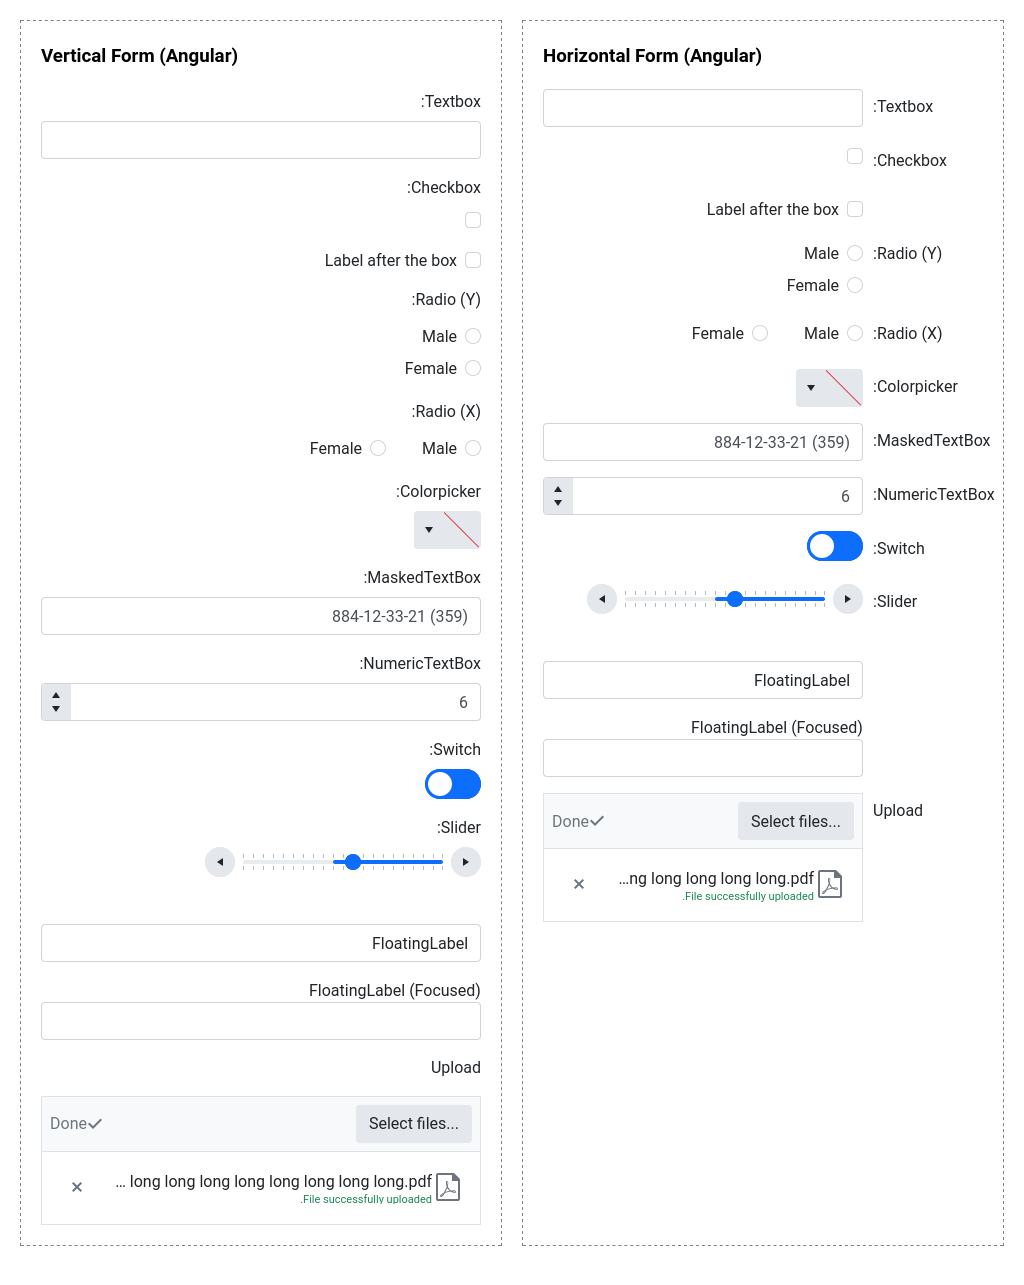 Vertical Form (Angular)
:Textbox
:Checkbox
Label after the box
:Radio (Y)
Male
Female
:Radio (X)
Female Male
:Colorpicker
:MaskedTextBox
884-12-33-21 (359)
:NumericTextBox
6
:Switch
:Slider
FloatingLabel
FloatingLabel (Focused)
Upload
Done Select files...
... long long long long long long long long.pdf
.File successfully uploaded
Horizontal Form (Angular)
:Textbox
:Checkbox
Label after the box
Male :Radio (Y)
Female
Female Male :Radio (X)
:Colorpicker
884-12-33-21 (359) :MaskedTextBox
6 :NumericTextBox
:Switch
:Slider
FloatingLabel
FloatingLabel (Focused)
Upload
Done Select files...
...ng long long long long.pdf
.File successfully uploaded